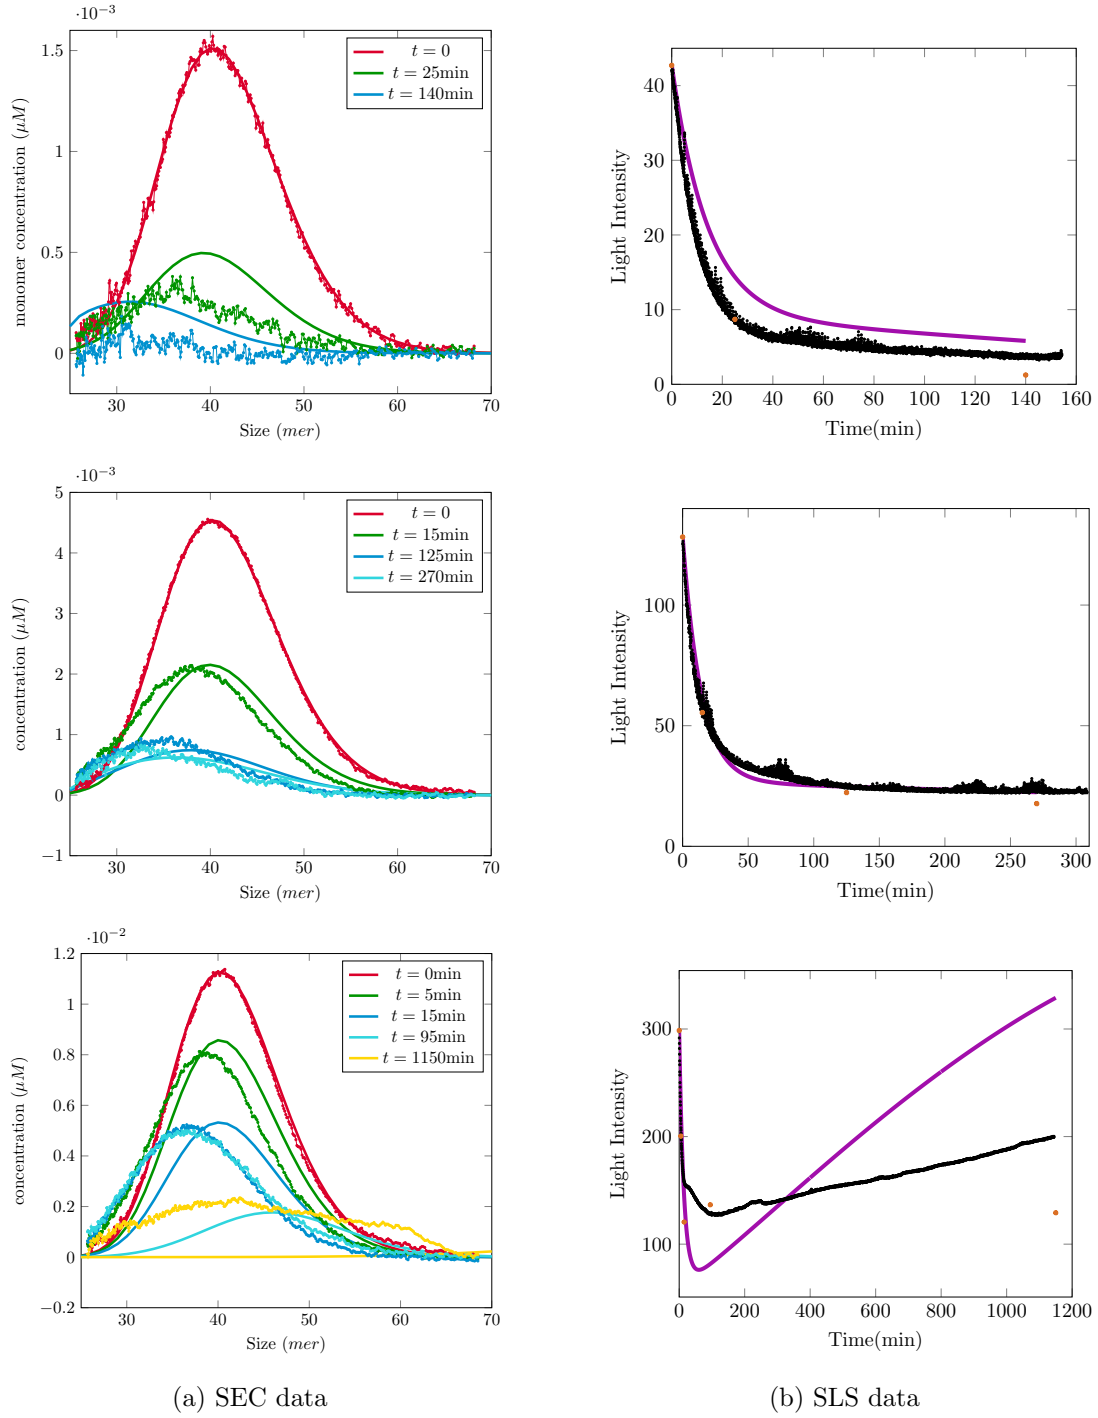 ·10−3
1.5
1
0.5
0
30
40
50
60
70
Size (mer)
monomer concentration (μM)
t = 0
t = 25min
t = 140min
40
30
20
10
0
0
20
40
60
80
100
120
140
160
Time(min)
Light Intensity
·10−3
5
4
3
2
1
0
−1
30
40
50
60
70
Size (mer)
concentration (μM)
t = 0
t = 15min
t = 125min
t = 270min
100
50
0
0
50
100
150
200
250
300
Time(min)
Light Intensity
·10−2
1.2
1
0.8
0.6
0.4
0.2
0
−0.2
30
40
50
60
70
Size (mer)
concentration (μM)
t = 0min
t = 5min
t = 15min
t = 95min
t = 1150min
300
200
100
0
200
400
600
800
1000
1200
Time(min)
Light Intensity
(a) SEC data
(b) SLS data